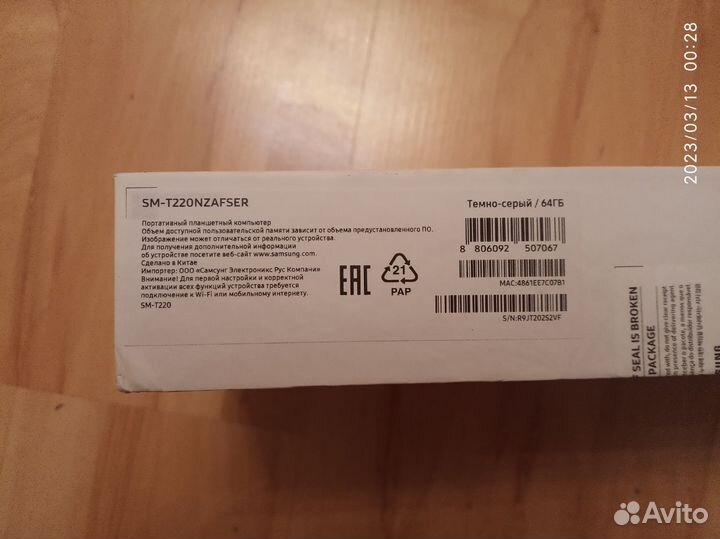 2023/03/13 00:28
SM-T220NZAFSER
Темно-серый / 64ГБ
Портативный планшетный компьютер
Объем доступной пользовательской памяти зависит от объема предустановленного ПО.
Изображение может отличаться от реального устройства.
Для получения дополнительной информации
об устройстве посетите веб-сайт www.samsung.com.
Сделано в Китае
Импортер: ООО «Самсунг Электроникс Рус Компани»
Внимание! Для первой настройки и корректной
активации всех функций устройства требуется
подключение к Wi-Fi или мобильному интернету.
SM-T220
EAC
21
PAP
8 806092 507067
MAC:4861EE7C07B1
S/N:R9JT202S2VF
SEAL IS BROKEN
PACKAGE
Avito